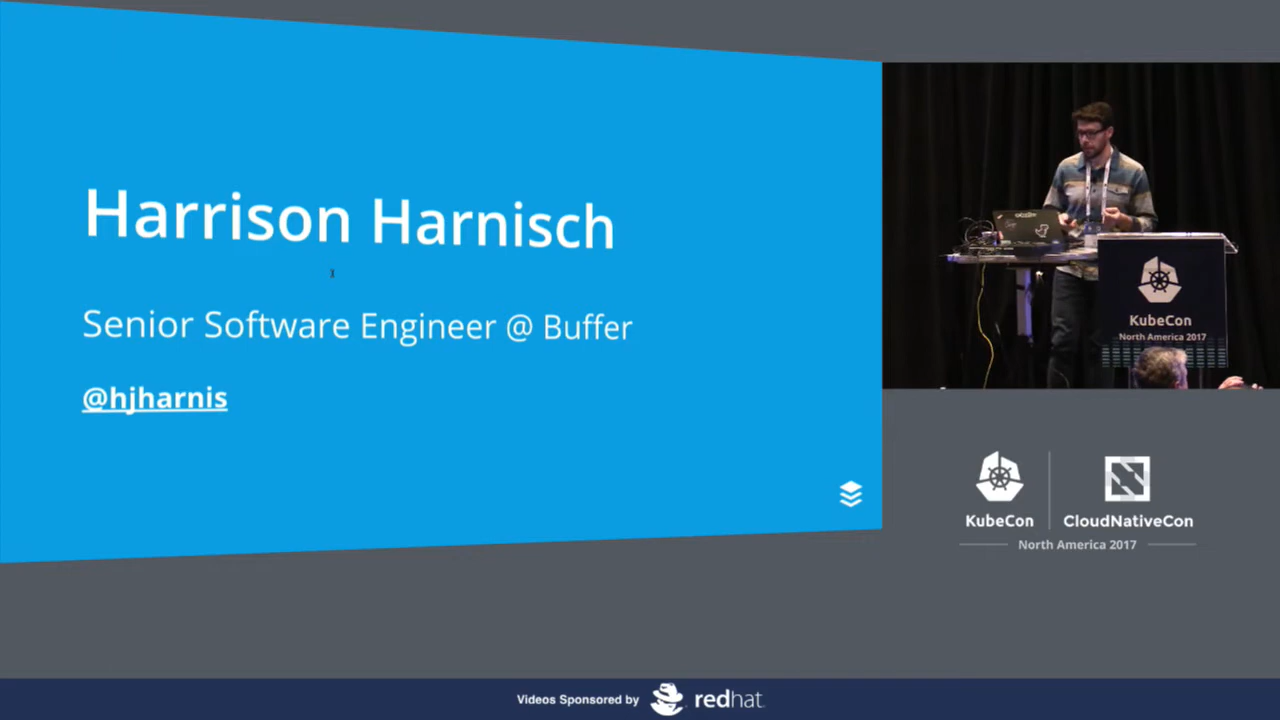 Harrison Harnisch
Senior Software Engineer @ Buffer
@hjharnis
KubeCon
North America 2017
KubeCon
CloudNativeCon
North America 2017
Videos Sponsored by
redhat.